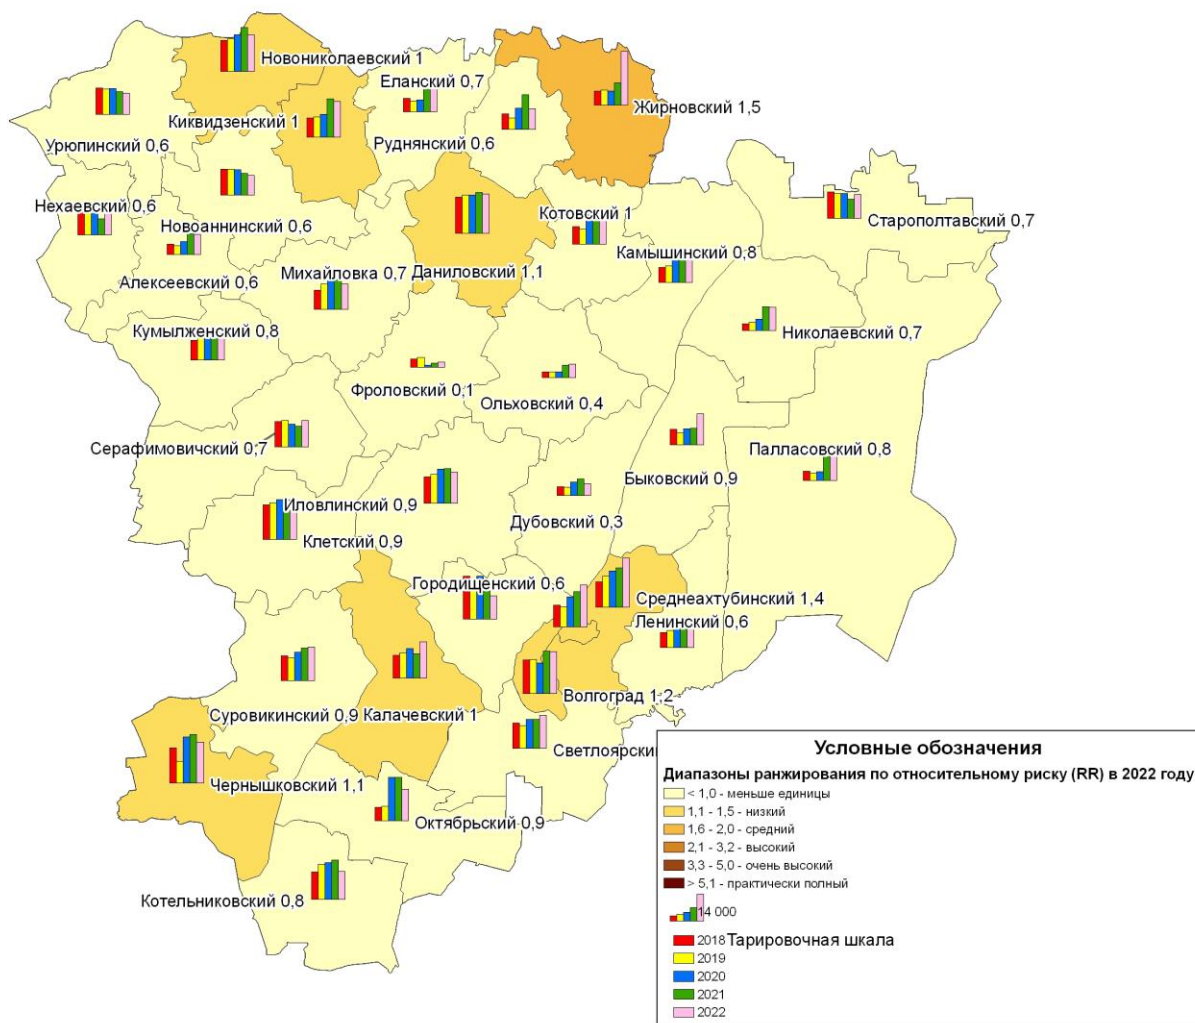 Новониколаевский 1
Еланский 0,7
Жирновский 1,5
Киквидзенский 1
Урюпинский 0,6
Руднянский 0,6
Нехаевский 0,6
Новоаннинский 0,6
Котовский 1
Старополтавский 0,7
Камышинский 0,8
Алексеевский 0,6
Михайловка 0,7
Даниловский 1,1
Кумылженский 0,8
Николаевский 0,7
Фроловский 0,1
Ольховский 0,4
Серафимовичский 0,7
Палласовский 0,8
Быковский 0,9
Иловлинский 0,9
Дубовский 0,3
Клетский 0,9
Городищенский 0,6
Среднеахтубинский 1,4
Ленинский 0,6
Волгоград 1,2
Суровикинский 0,9
Калачевский 1
Светлоярски
Чернышковский 1,1
Октябрьский 0,9
Котельниковский 0,8
Условные обозначения
Диапазоны ранжирования по относительному риску (RR) в 2022 году
< 1,0 - меньше единицы
1,1 - 1,5 - низкий
1,6 - 2,0 - средний
2,1 - 3,2 - высокий
3,3 - 5,0 - очень высокий
> 5,1 - практически полный
14 000
2018 Тарировочная шкала
2019
2020
2021
2022